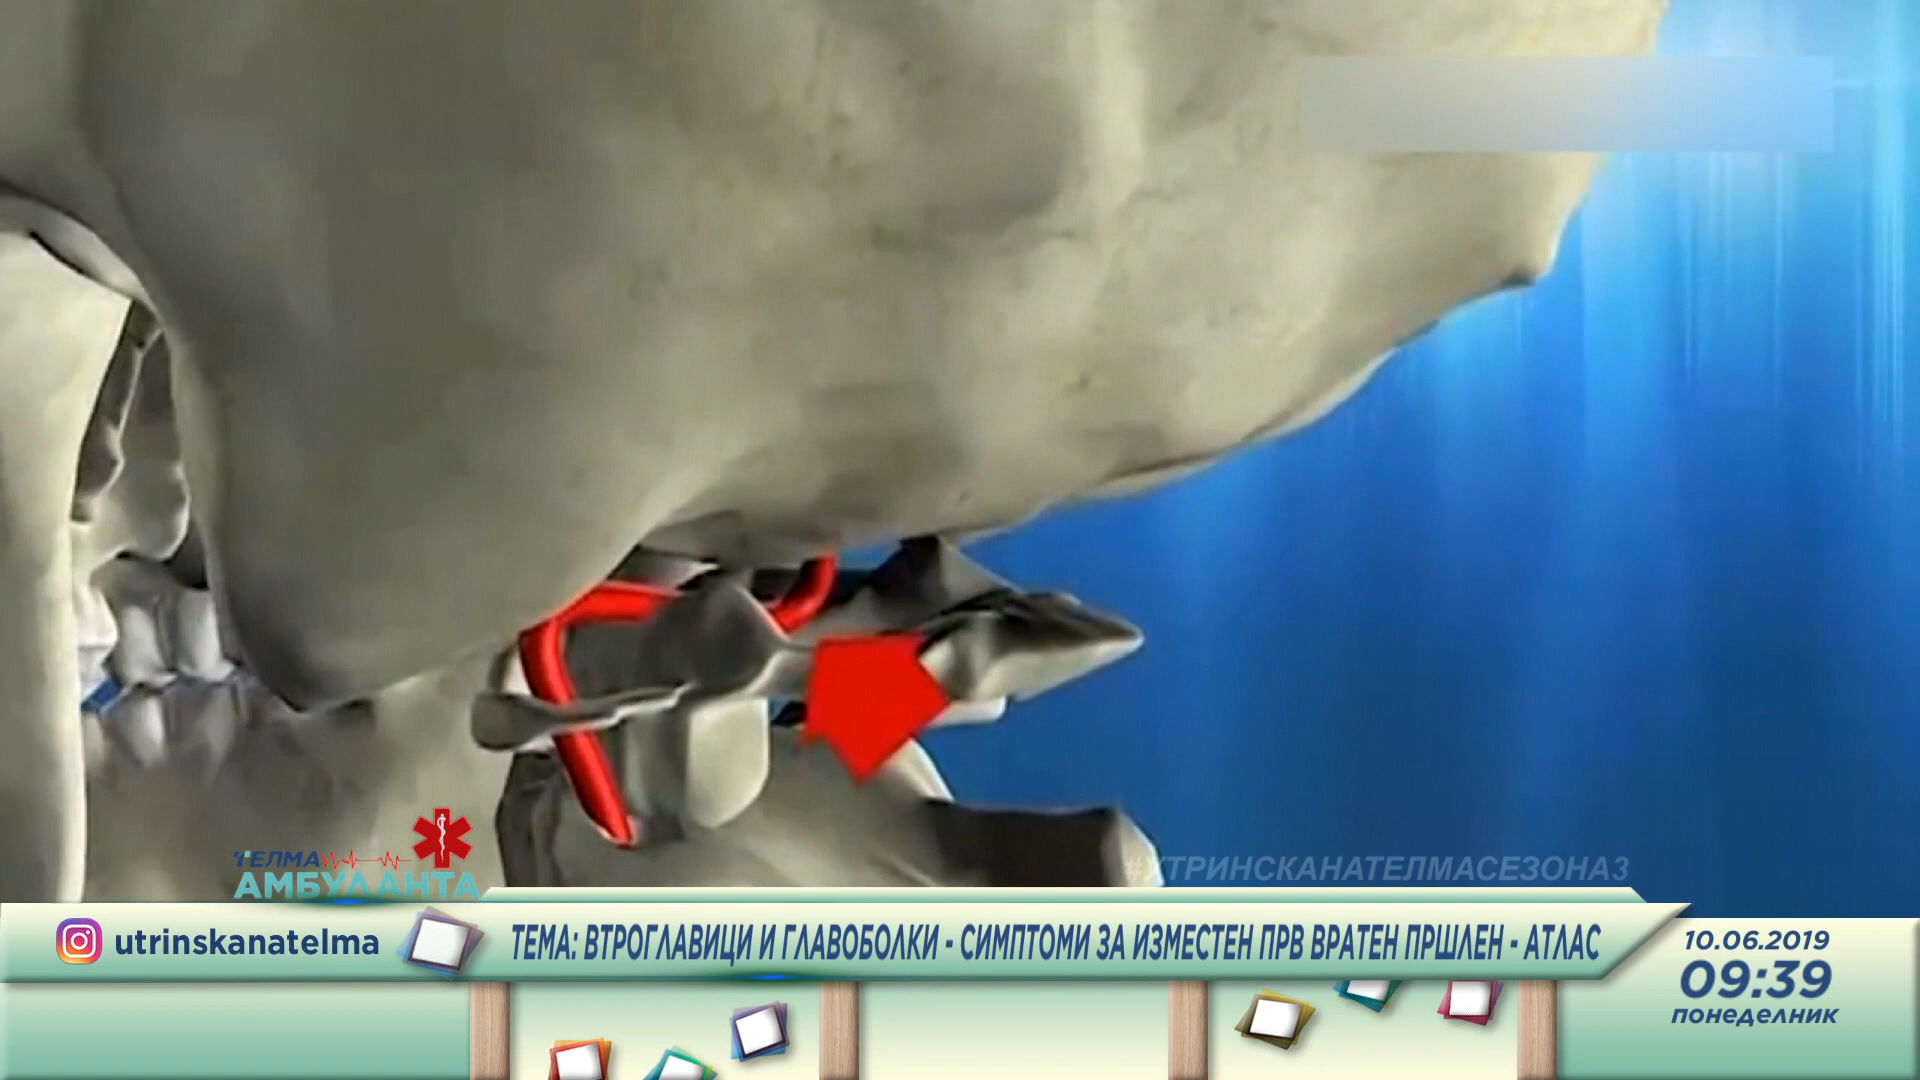 #УТРИНСКАНАТЕЛМАСЕЗОНА3
ТЕЛМА
АМБУЛАНТА
utrinskanatelma
ТЕМА: ВТРОГЛАВИЦИ И ГЛАВОБОЛКИ - СИМПТОМИ ЗА ИЗМЕСТЕН ПРВ ВРАТЕН ПРШЛЕН - АТЛАС
10.06.2019
09:39
понеделник